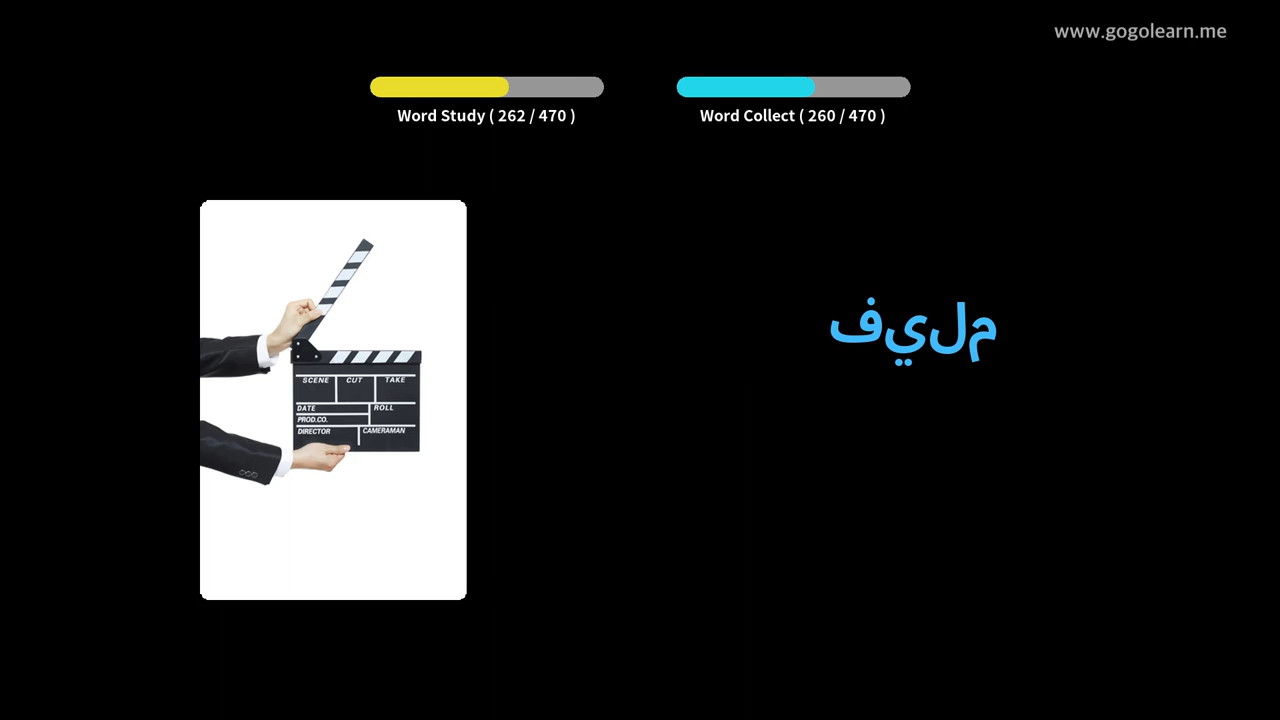 www.gogolearn.me
Word Study ( 262 / 470 )
Word Collect ( 260 / 470 )
SCENE
CUT
TAKE
DATE
ROLL
PROD.CO.
DIRECTOR
CAMERAMAN
مليف